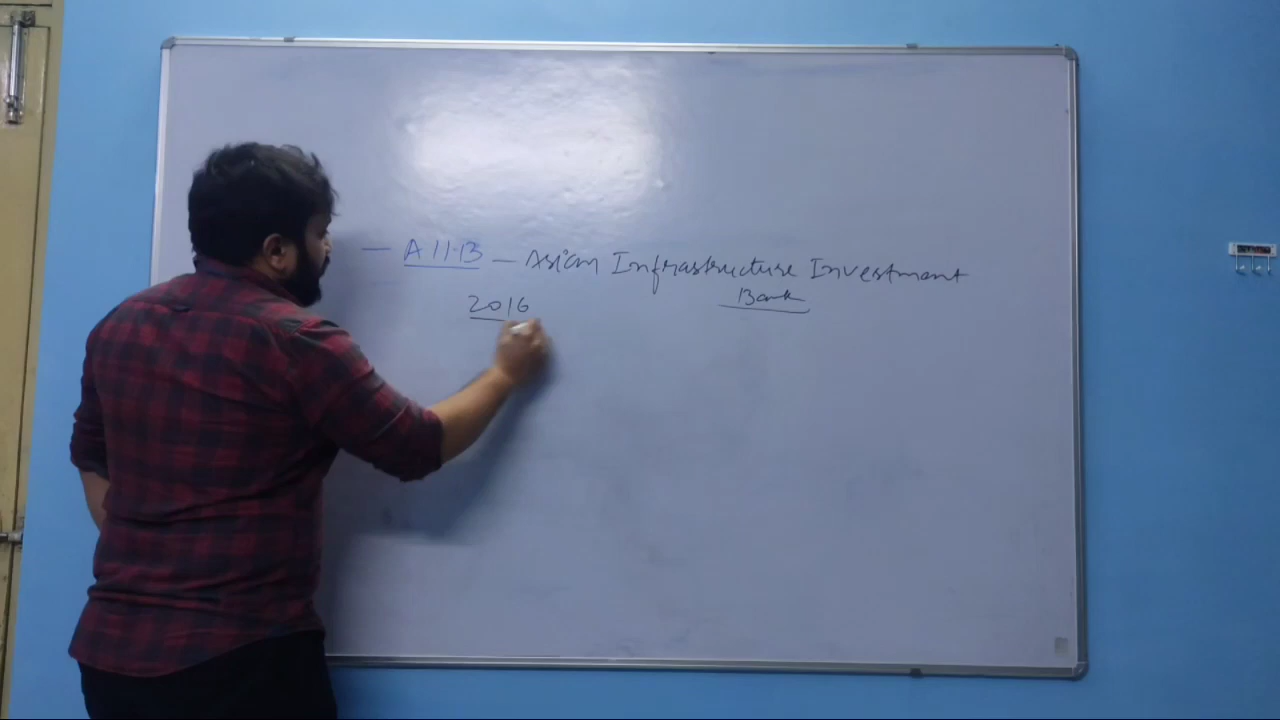 — AIIB — Asian Infrastructure Investment
Bank
2016